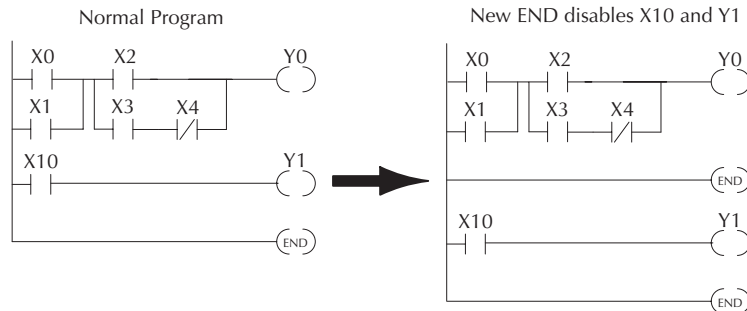 Normal Program
X0 X2 Y0
X1 X3 X4
X10 Y1
END
New END disables X10 and Y1
X0 X2 Y0
X1 X3 X4
END
X10 Y1
END